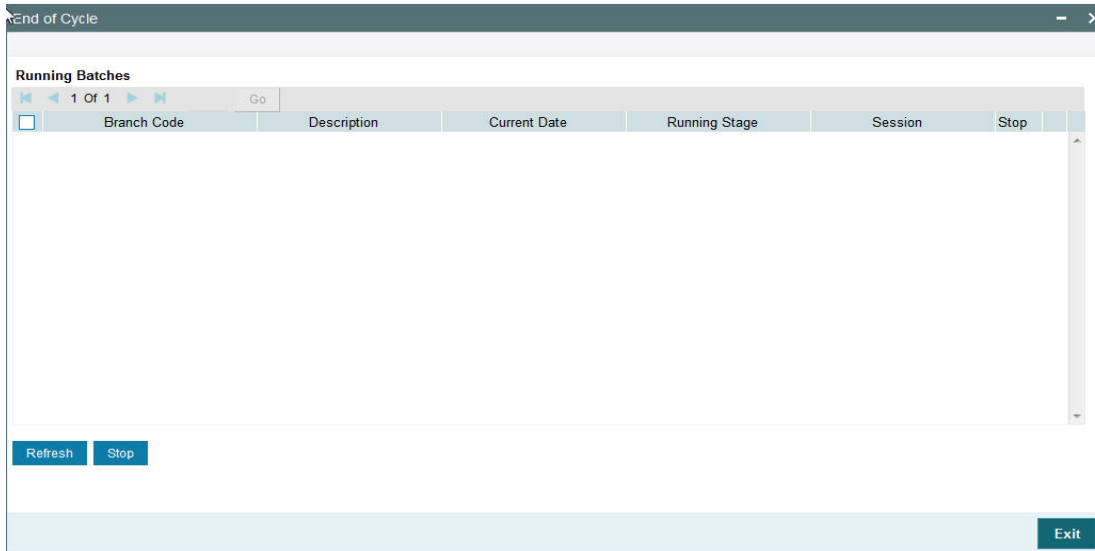 End of Cycle
Running Batches
1 Of 1 Go
Branch Code Description Current Date Running Stage Session Stop
Refresh Stop
Exit